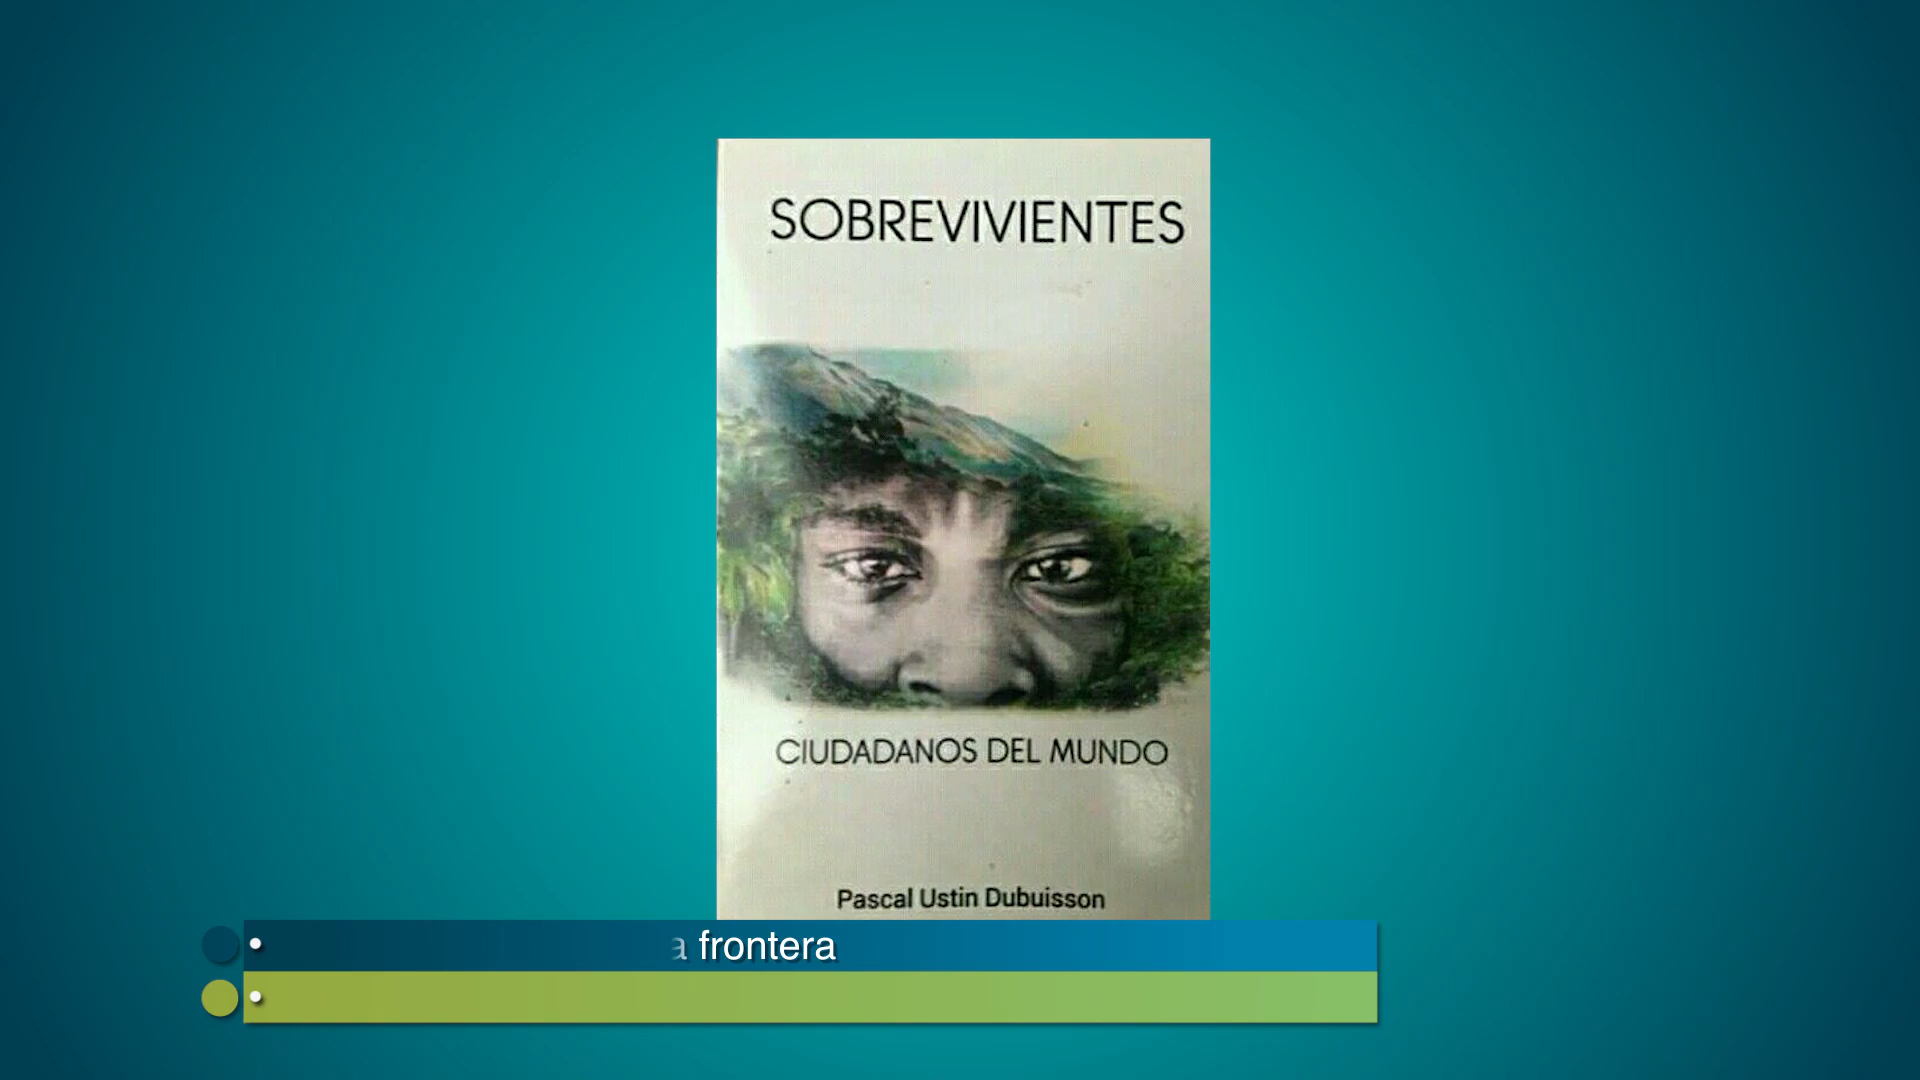 SOBREVIVIENTES
CIUDADANOS DEL MUNDO
Pascal Ustin Dubuisson
• a frontera
•